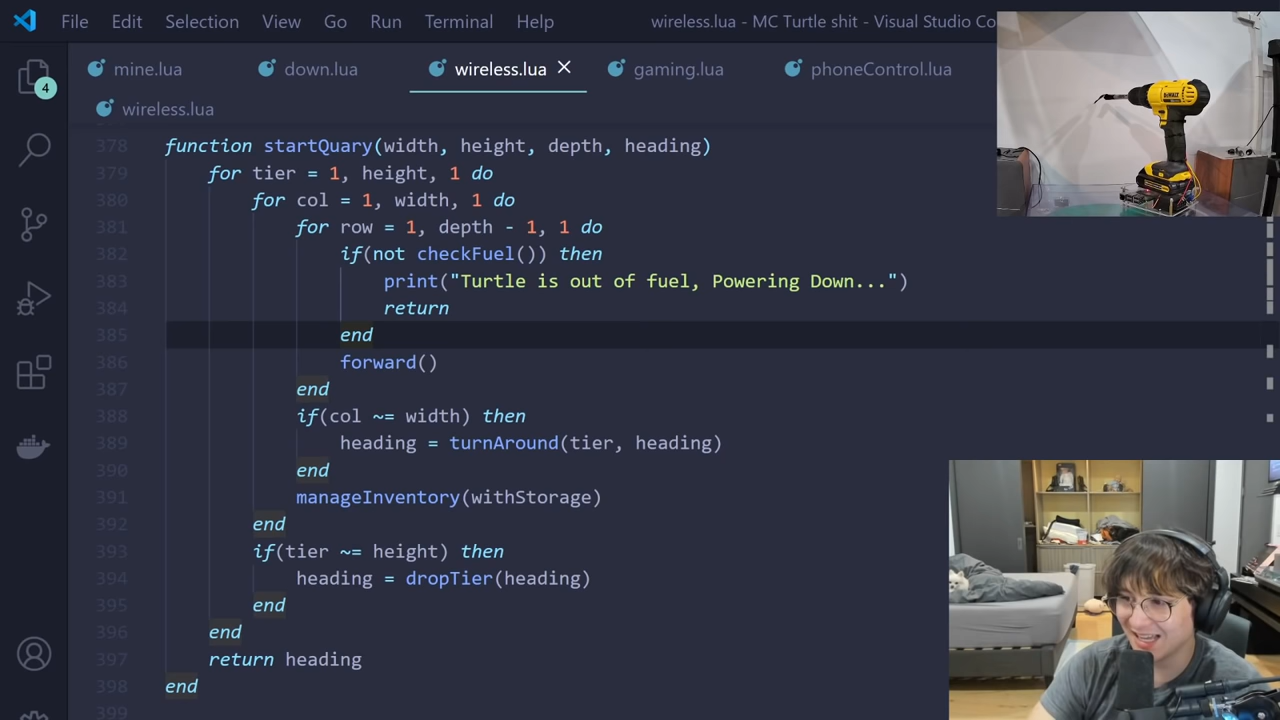 File Edit Selection View Go Run Terminal Help wireless.lua - MC Turtle shit - Visual Studio Co
4
mine.lua down.lua wireless.lua gaming.lua phoneControl.lua
wireless.lua
378 function startQuary(width, height, depth, heading)
379 for tier = 1, height, 1 do
380 for col = 1, width, 1 do
381 for row = 1, depth - 1, 1 do
382 if(not checkFuel()) then
383 print("Turtle is out of fuel, Powering Down...")
384 return
385 end
386 forward()
387 end
388 if(col ~= width) then
389 heading = turnAround(tier, heading)
390 end
391 manageInventory(withStorage)
392 end
393 if(tier ~= height) then
394 heading = dropTier(heading)
395 end
396 end
397 return heading
398 end
399
DEWALT